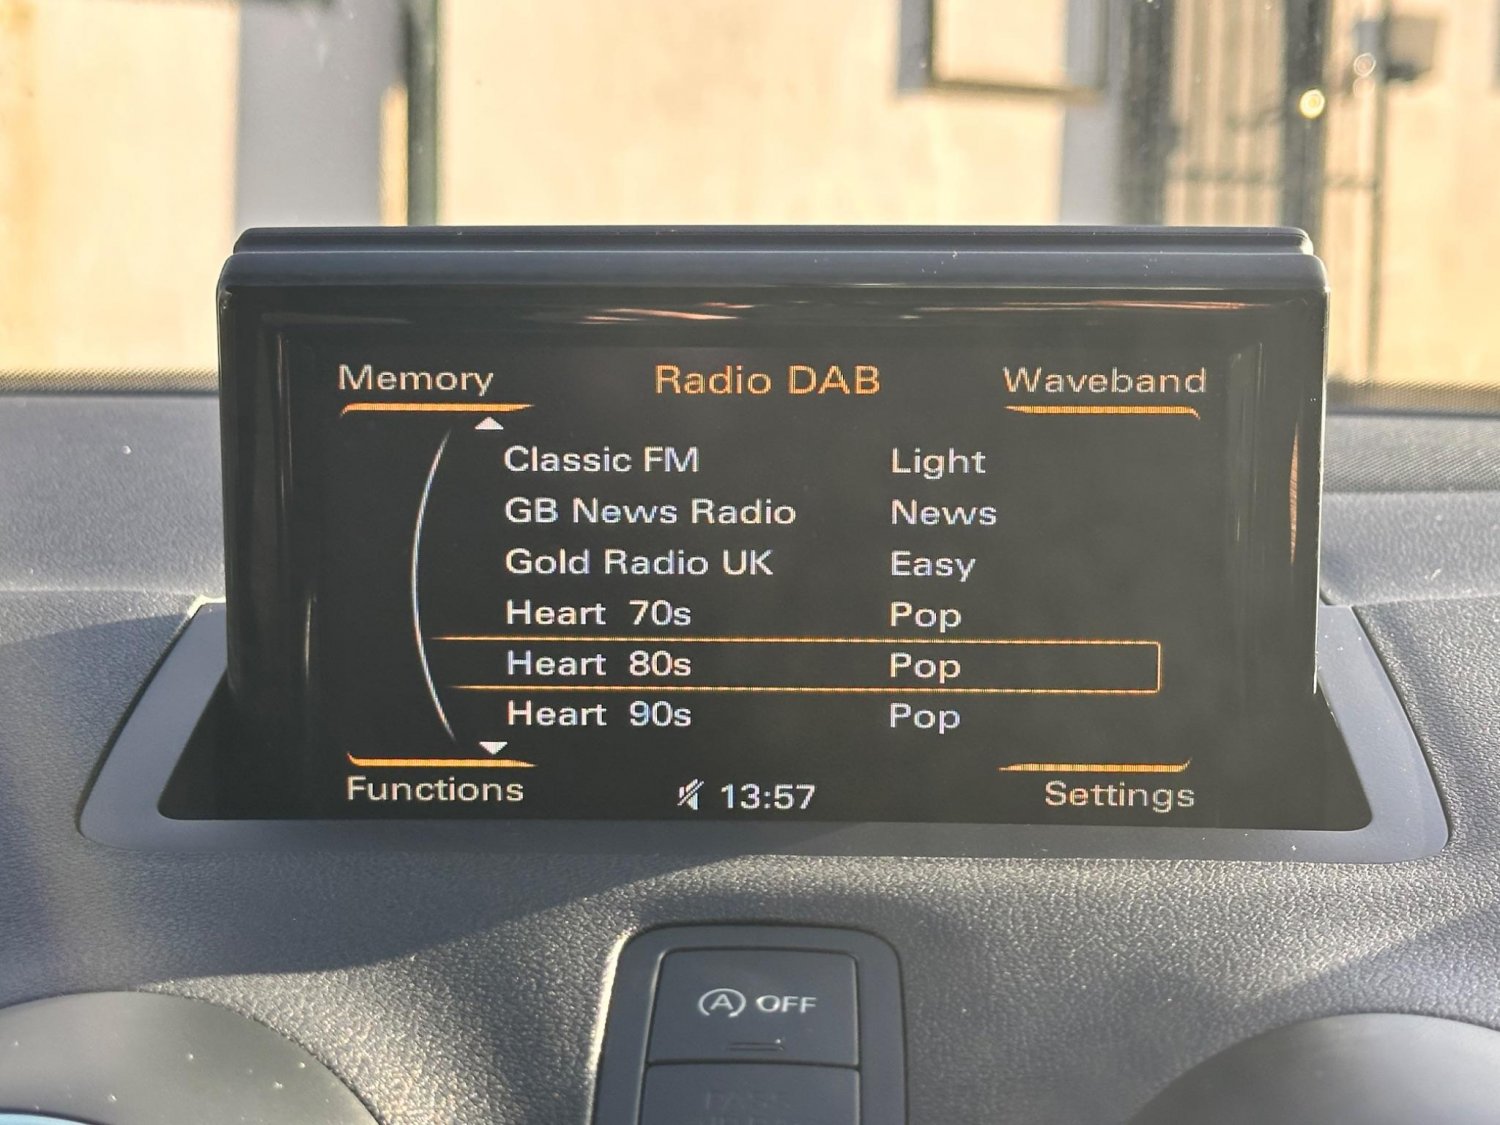 Memory Radio DAB Waveband
Classic FM Light
GB News Radio News
Gold Radio UK Easy
Heart 70s Pop
Heart 80s Pop
Heart 90s Pop
Functions 13:57 Settings
A OFF